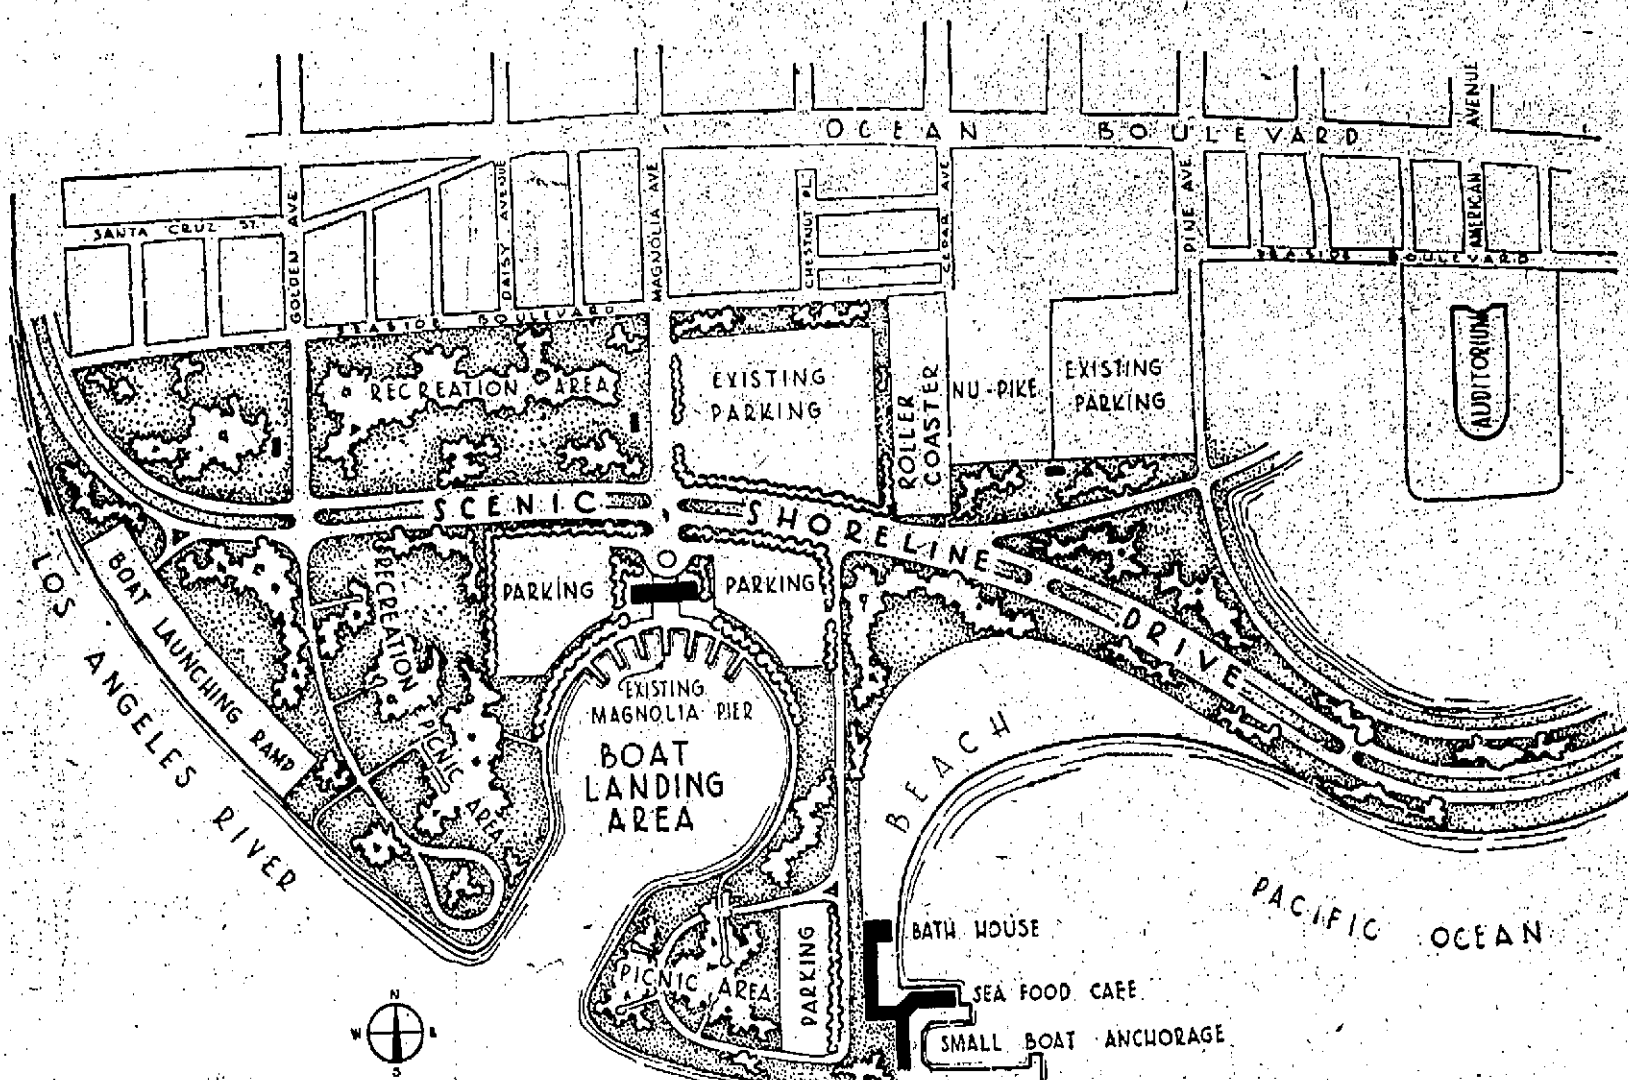 OCEAN BOULEVARD
AVENUE
SANTA CRUZ ST.
GOLDEN AVE
DAISY AVENUE
MAGNOLIA AVE
CHESTNUT PL.
CEDAR AVE
PINE AVE
AMERICAN
SEASIDE BOULEVARD
SEASIDE BOULEVARD
RECREATION AREA
EXISTING
PARKING
ROLLER
COASTER
NU-PIKE
EXISTING
PARKING
AUDITORIUM
SCENIC SHORELINE DRIVE
LOS ANGELES RIVER
BOAT LAUNCHING RAMP
RECREATION
PARKING
PARKING
EXISTING
MAGNOLIA PIER
BOAT
LANDING
AREA
PICNIC AREA
BEACH
PACIFIC OCEAN
BATH HOUSE
PICNIC AREA
PARKING
SEA FOOD CAFE
SMALL BOAT ANCHORAGE
N
W E
S